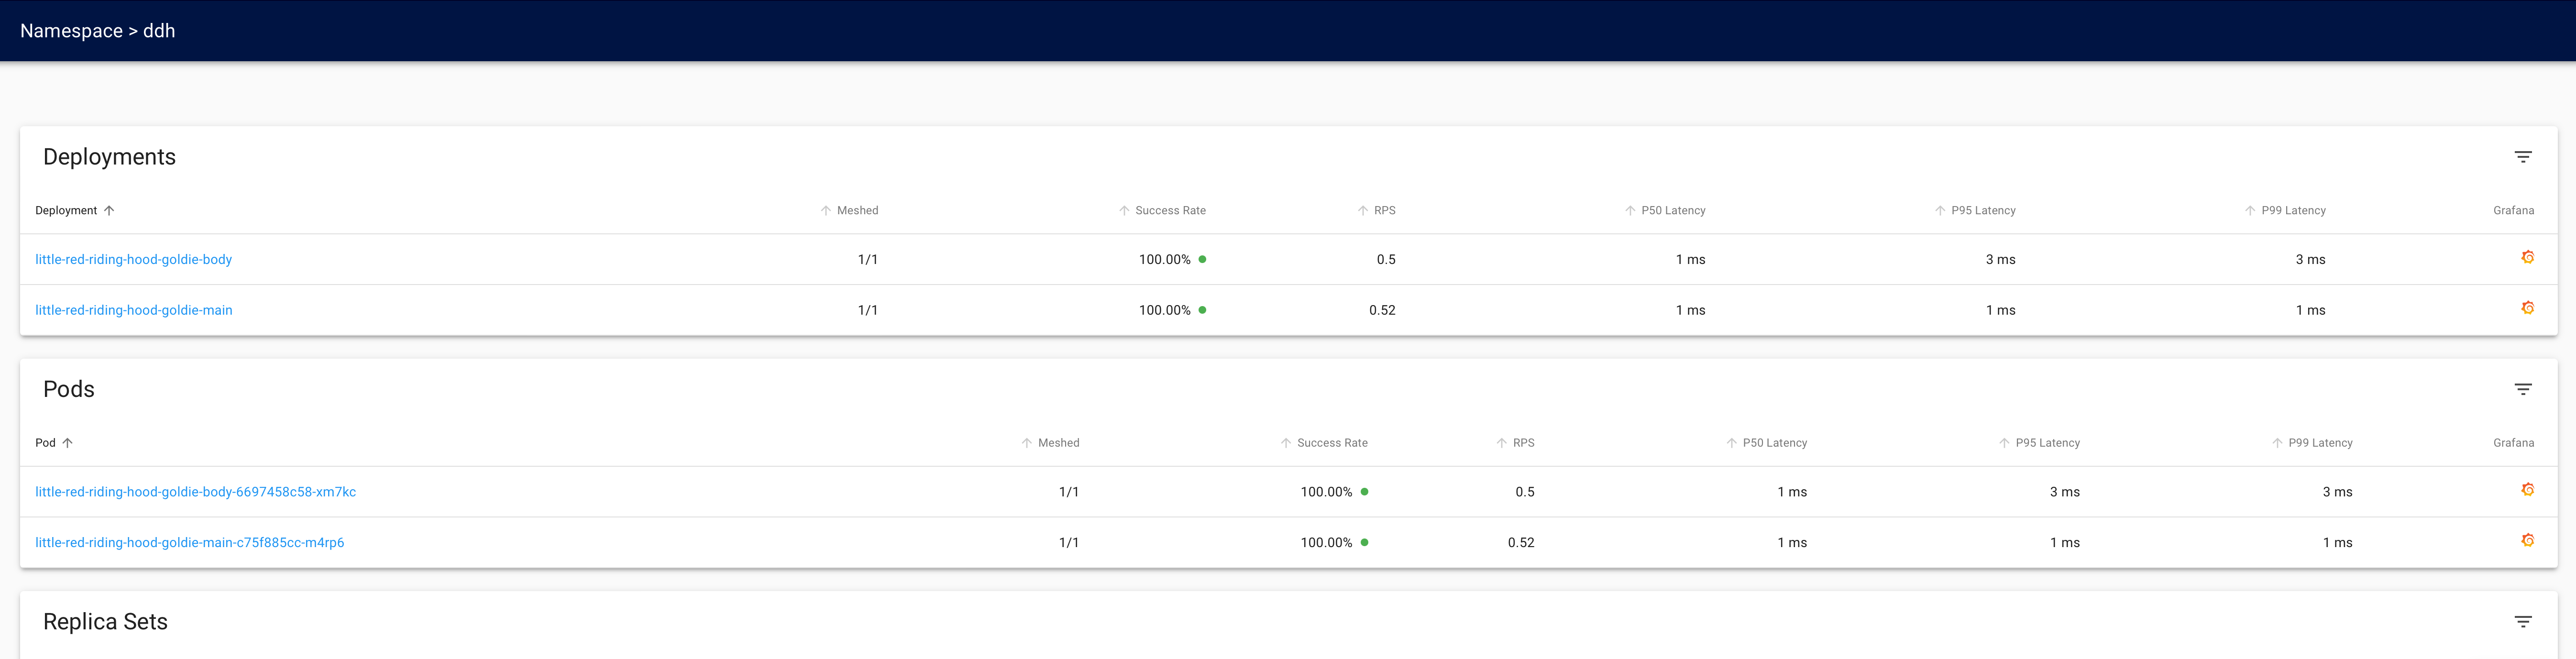 Namespace > ddh
Deployments
Deployment Meshed Success Rate RPS P50 Latency P95 Latency P99 Latency Grafana
little-red-riding-hood-goldie-body 1/1 100.00% 0.5 1 ms 3 ms 3 ms
little-red-riding-hood-goldie-main 1/1 100.00% 0.52 1 ms 1 ms 1 ms
Pods
Pod Meshed Success Rate RPS P50 Latency P95 Latency P99 Latency Grafana
little-red-riding-hood-goldie-body-6697458c58-xm7kc 1/1 100.00% 0.5 1 ms 3 ms 3 ms
little-red-riding-hood-goldie-main-c75f885cc-m4rp6 1/1 100.00% 0.52 1 ms 1 ms 1 ms
Replica Sets